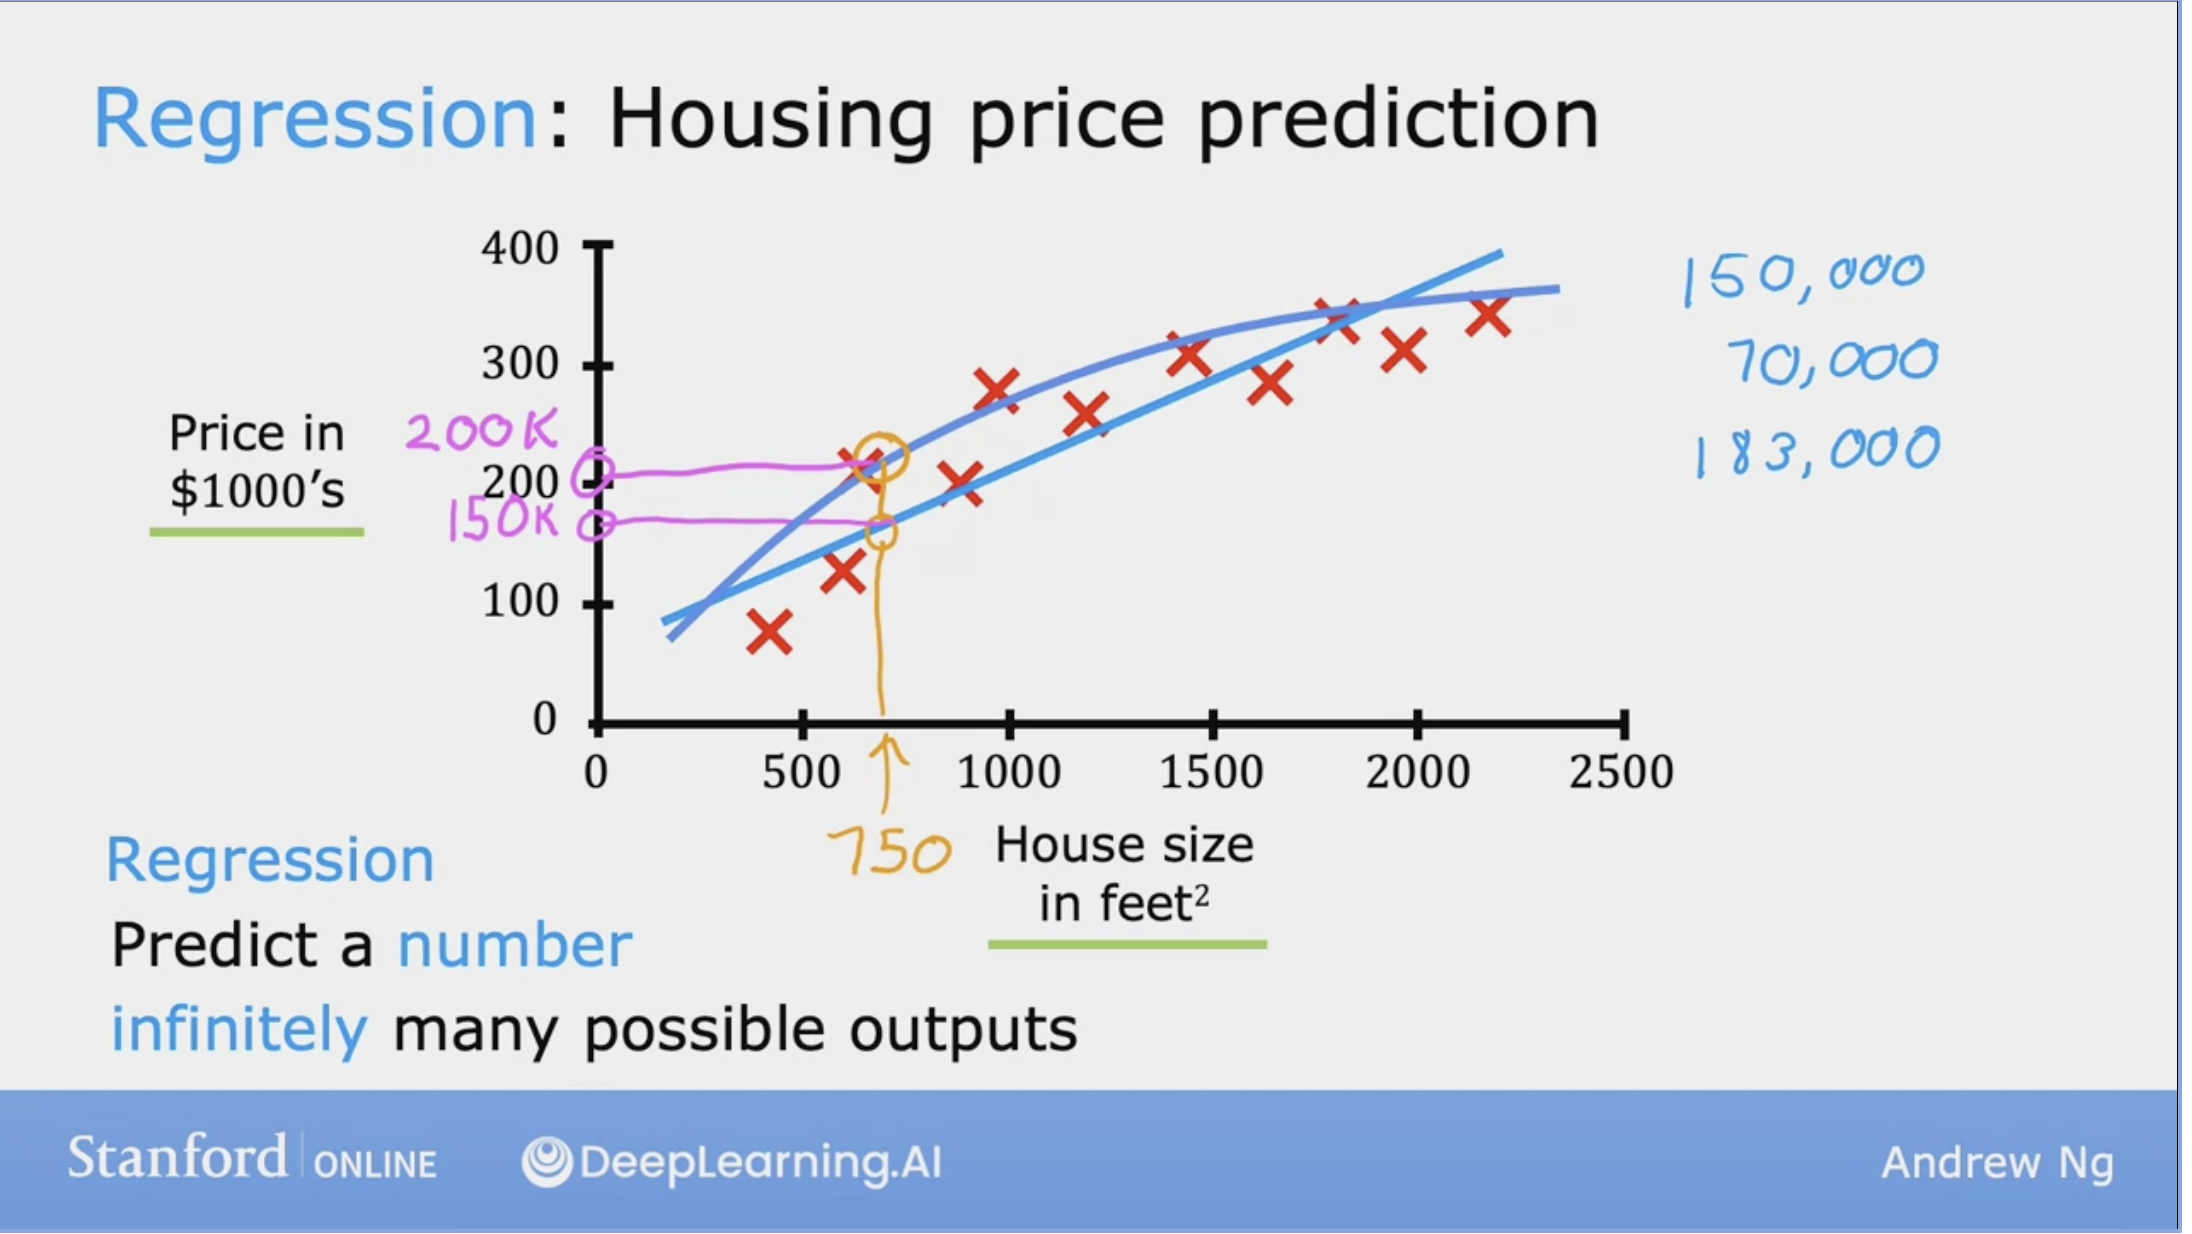 Regression: Housing price prediction
400
300
200
100
0
200K
150K
Price in
$1000's
150,000
70,000
183,000
0 500 1000 1500 2000 2500
750
House size
in feet²
Regression
Predict a number
infinitely many possible outputs
Stanford | ONLINE DeepLearning.AI Andrew Ng